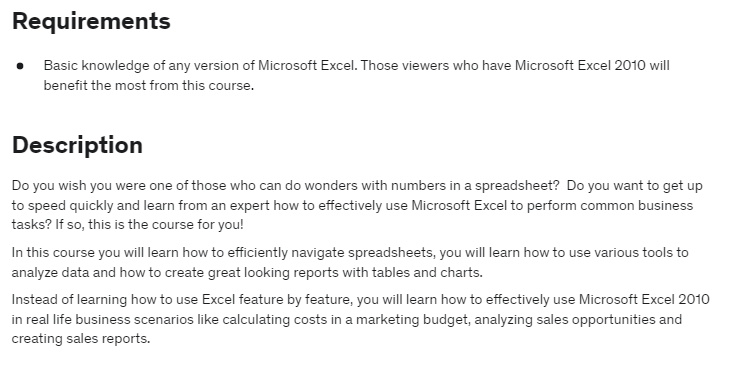 Requirements
Basic knowledge of any version of Microsoft Excel. Those viewers who have Microsoft Excel 2010 will
benefit the most from this course.
Description
Do you wish you were one of those who can do wonders with numbers in a spreadsheet?  Do you want to get up
to speed quickly and learn from an expert how to effectively use Microsoft Excel to perform common business
tasks? If so, this is the course for you!
In this course you will learn how to efficiently navigate spreadsheets, you will learn how to use various tools to
analyze data and how to create great looking reports with tables and charts.
Instead of learning how to use Excel feature by feature, you will learn how to effectively use Microsoft Excel 2010
in real life business scenarios like calculating costs in a marketing budget, analyzing sales opportunities and
creating sales reports.